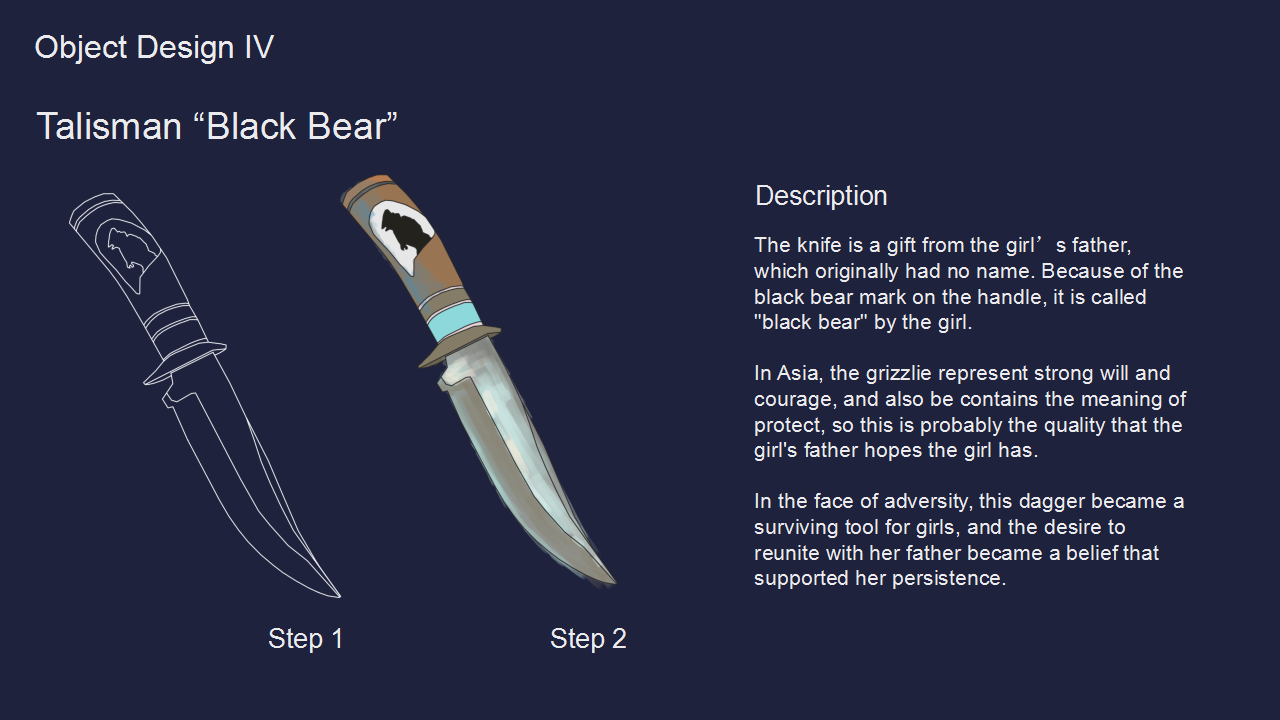 Object Design IV
Talisman “Black Bear”
Description
The knife is a gift from the girl’s father,
which originally had no name. Because of the
black bear mark on the handle, it is called
"black bear" by the girl.
In Asia, the grizzlie represent strong will and
courage, and also be contains the meaning of
protect, so this is probably the quality that the
girl's father hopes the girl has.
In the face of adversity, this dagger became a
surviving tool for girls, and the desire to
reunite with her father became a belief that
supported her persistence.
Step 1
Step 2